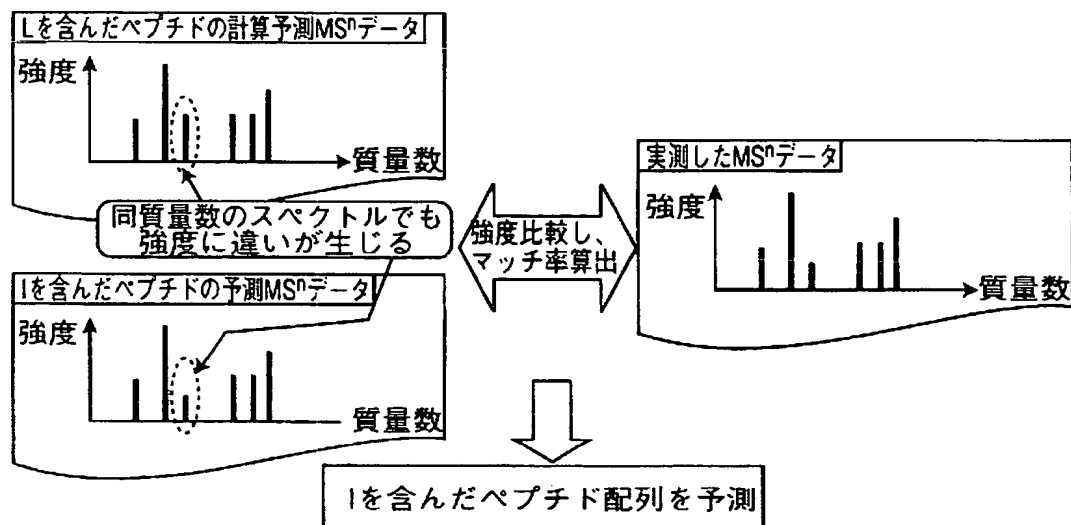 Lを含んだペプチドの計算予測MSⁿデータ
強度
質量数
同質量数のスペクトルでも
強度に違いが生じる
Iを含んだペプチドの予測MSⁿデータ
強度
質量数
強度比較し、
マッチ率算出
実測したMSⁿデータ
強度
質量数
Iを含んだペプチド配列を予測